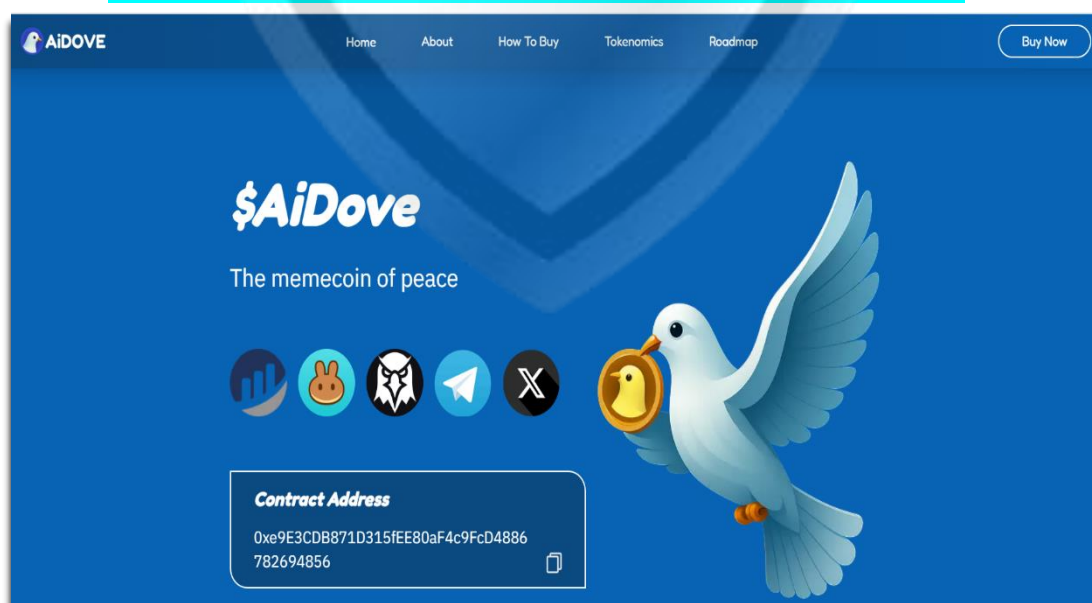 AiDOVE
Home About How To Buy Tokenomics Roadmap
Buy Now
$AiDove
The memecoin of peace
Contract Address
0xe9E3CDB871D315fEE80aF4c9FcD4886
782694856